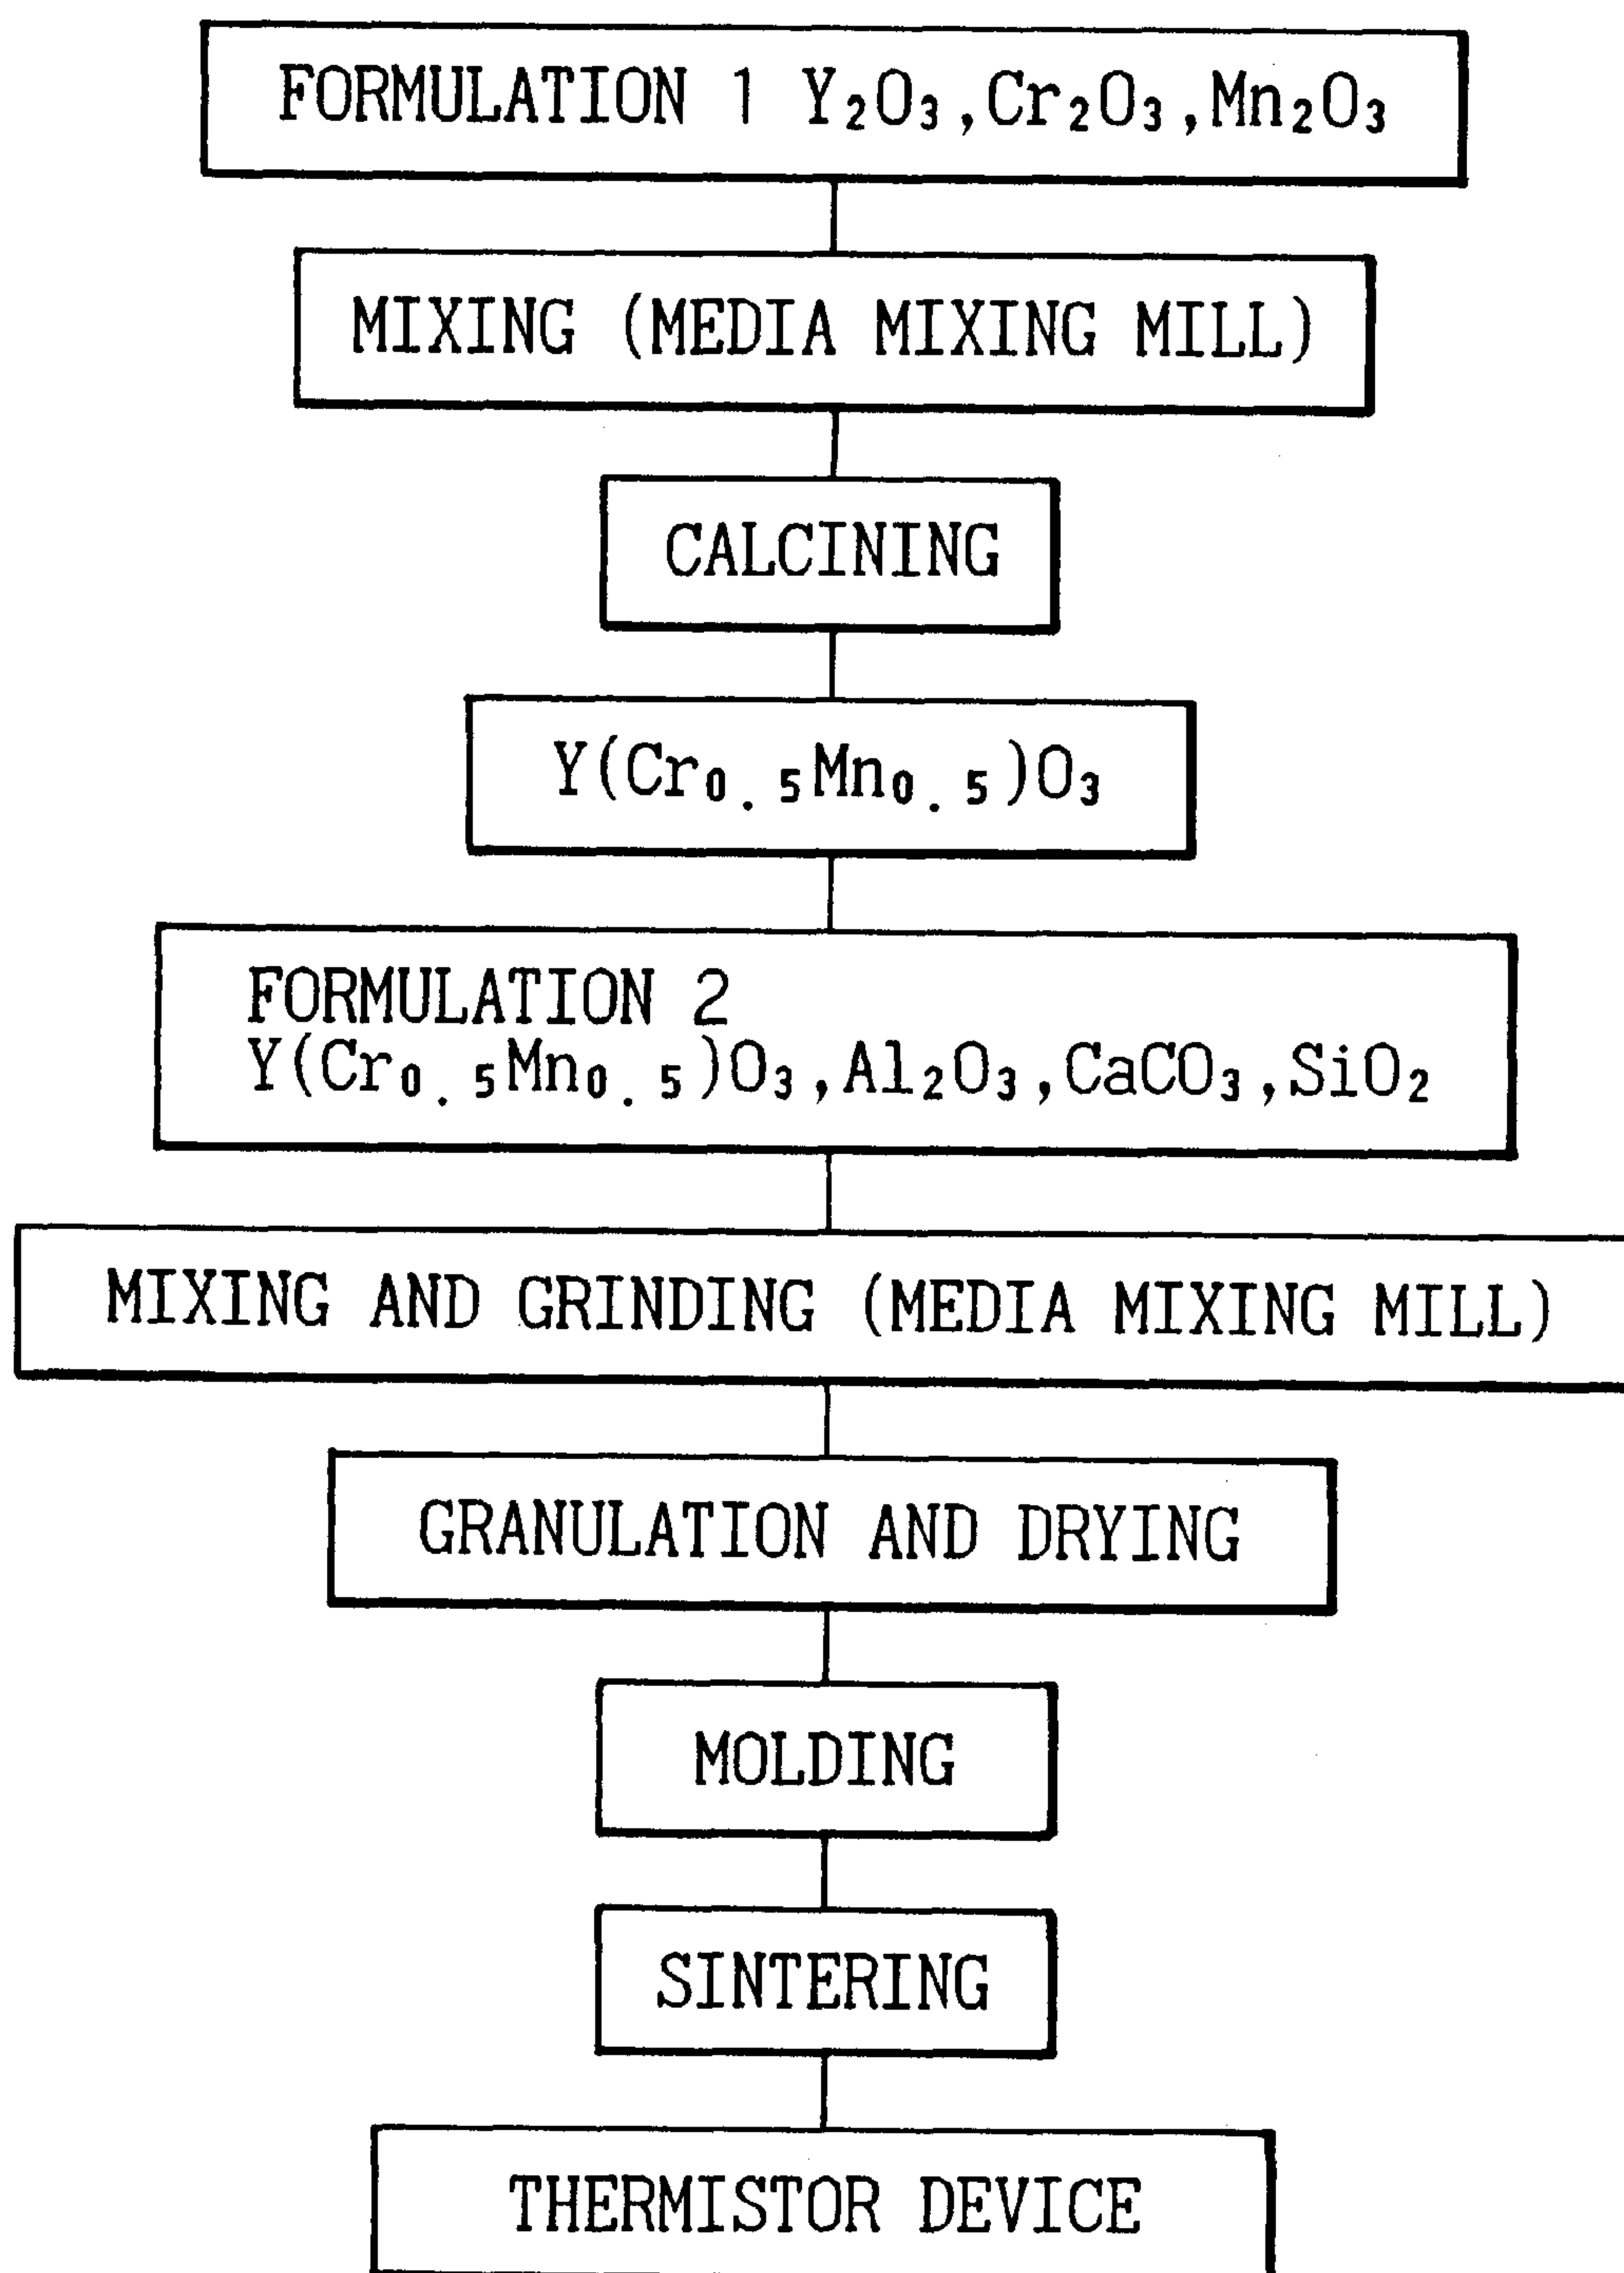 FORMULATION 1 Y₂O₃,Cr₂O₃,Mn₂O₃
MIXING (MEDIA MIXING MILL)
CALCINING
Y(Cr₀.₅Mn₀.₅)O₃
FORMULATION 2
Y(Cr₀.₅Mn₀.₅)O₃,Al₂O₃,CaCO₃,SiO₂
MIXING AND GRINDING (MEDIA MIXING MILL)
GRANULATION AND DRYING
MOLDING
SINTERING
THERMISTOR DEVICE